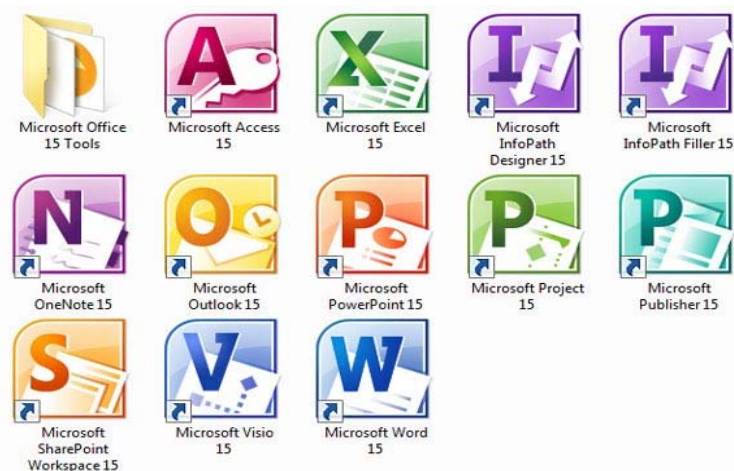 Microsoft Office
15 Tools
A
Microsoft Access
15
X
Microsoft Excel
15
I
Microsoft
InfoPath
Designer 15
I
Microsoft
InfoPath Filler 15
N
Microsoft
OneNote 15
O
Microsoft
Outlook 15
P
Microsoft
PowerPoint 15
P
Microsoft Project
15
P
Microsoft
Publisher 15
S
Microsoft
SharePoint
Workspace 15
V
Microsoft Visio
15
W
Microsoft Word
15